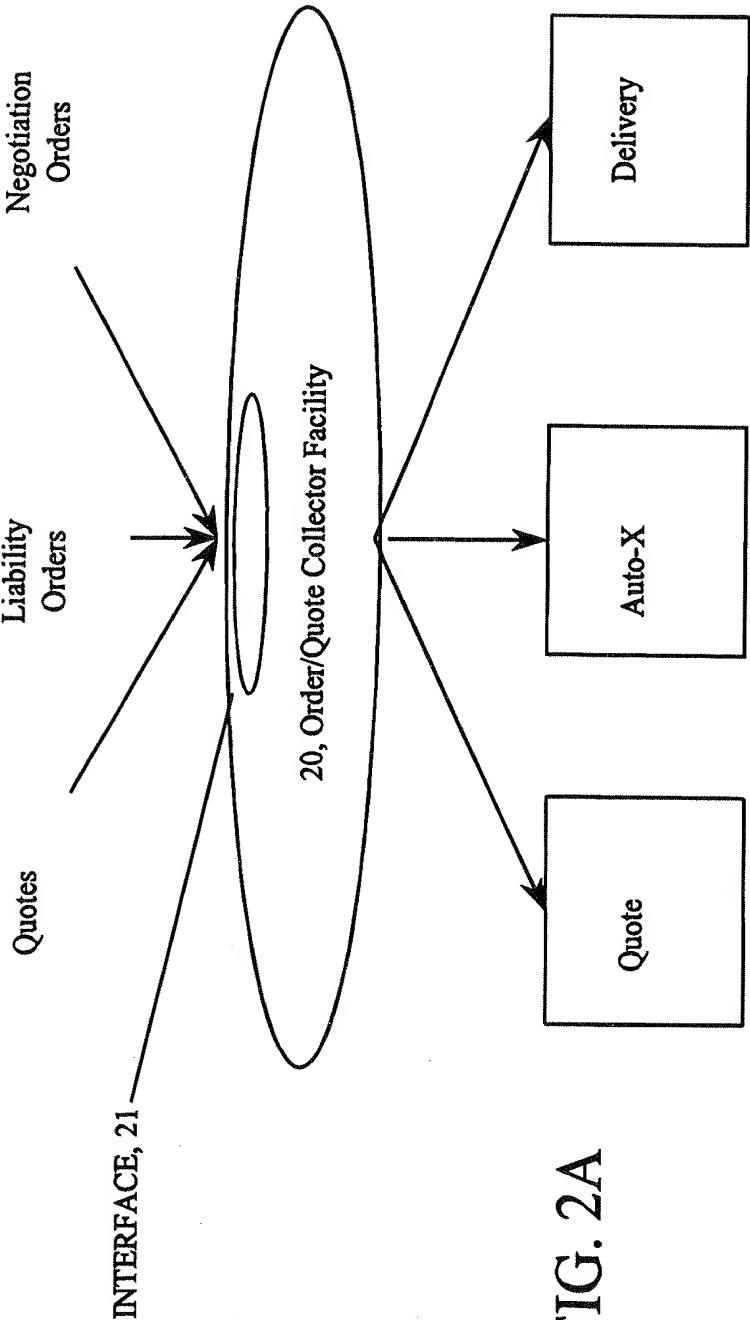 Quotes
Liability
Orders
Negotiation
Orders
INTERFACE, 21
20, Order/Quote Collector Facility
Quote
Auto-X
Delivery
FIG. 2A